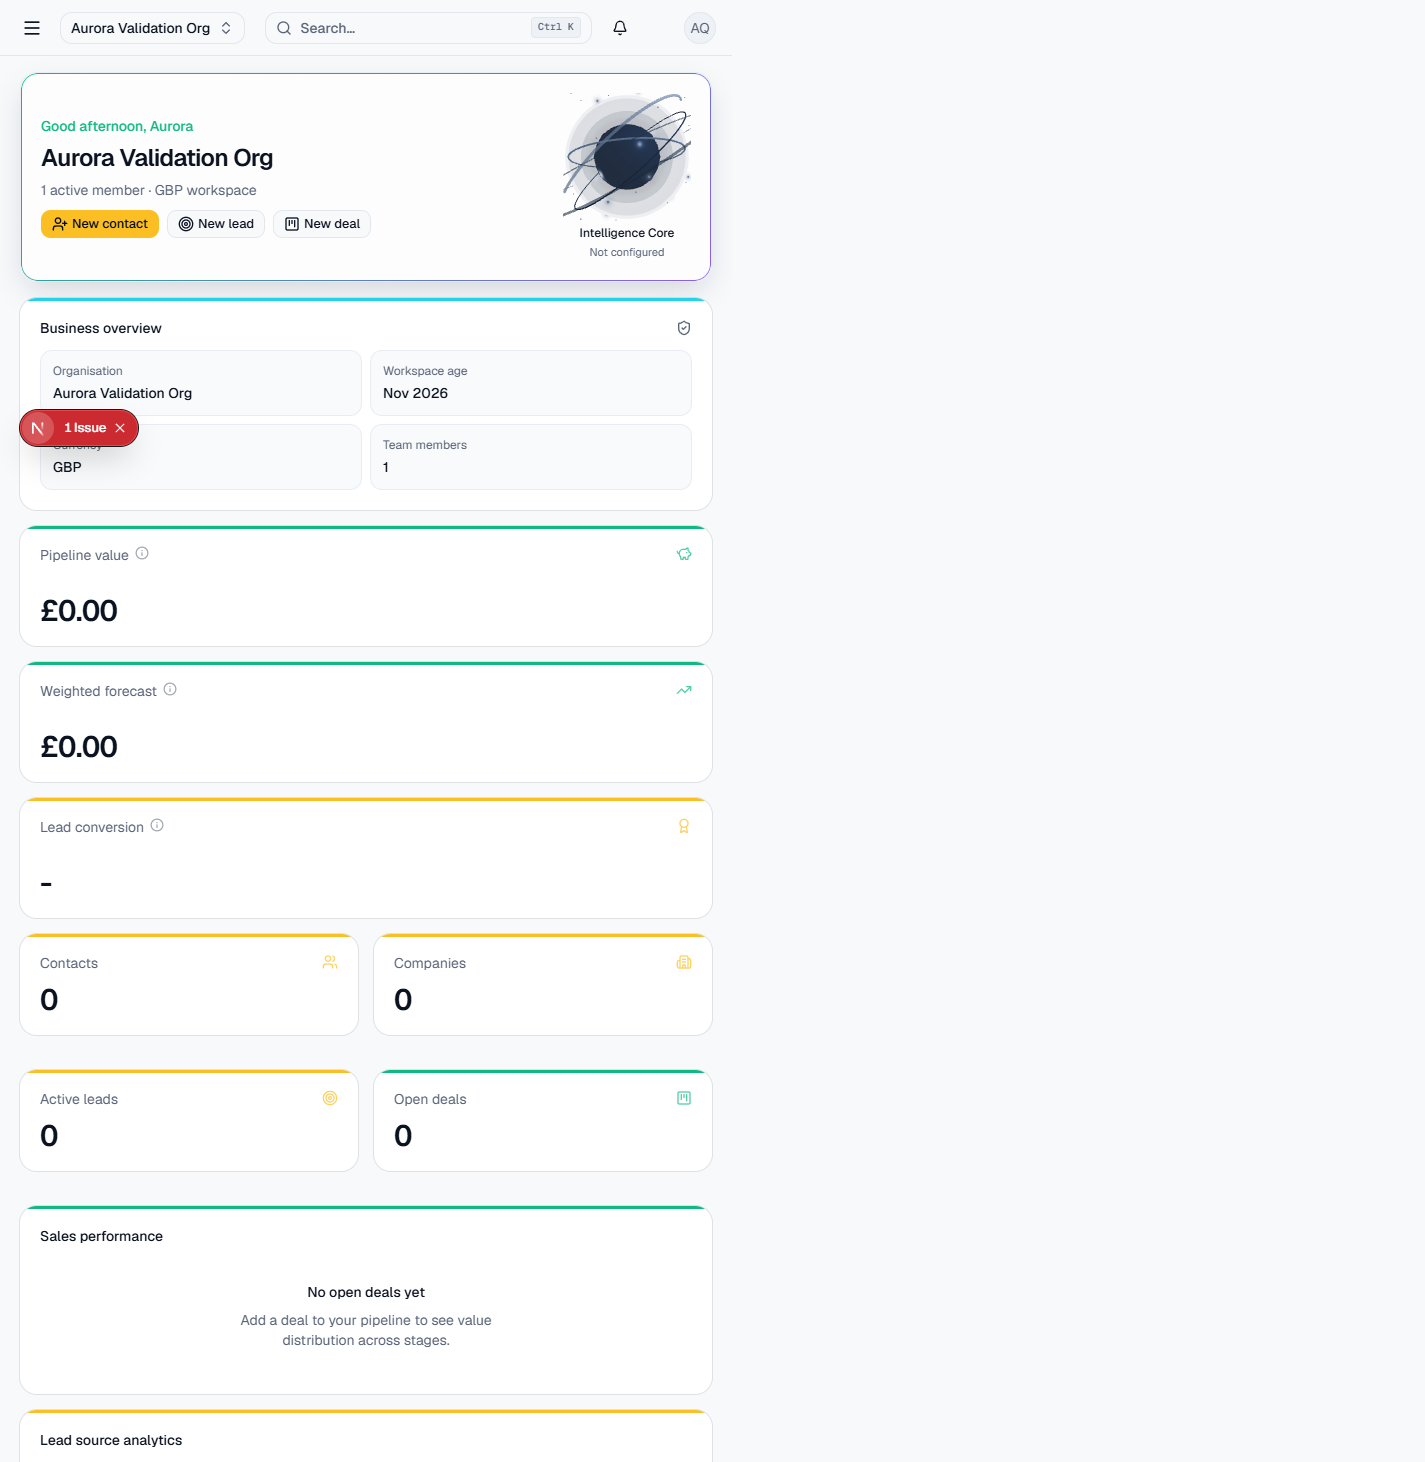 Aurora Validation Org
Search...
Ctrl K
AQ
Good afternoon, Aurora
Aurora Validation Org
1 active member · GBP workspace
New contact
New lead
New deal
Intelligence Core
Not configured
Business overview
Organisation
Aurora Validation Org
Workspace age
Nov 2026
1 Issue
Currency
GBP
Team members
1
Pipeline value
£0.00
Weighted forecast
£0.00
Lead conversion
-
Contacts
0
Companies
0
Active leads
0
Open deals
0
Sales performance
No open deals yet
Add a deal to your pipeline to see value
distribution across stages.
Lead source analytics